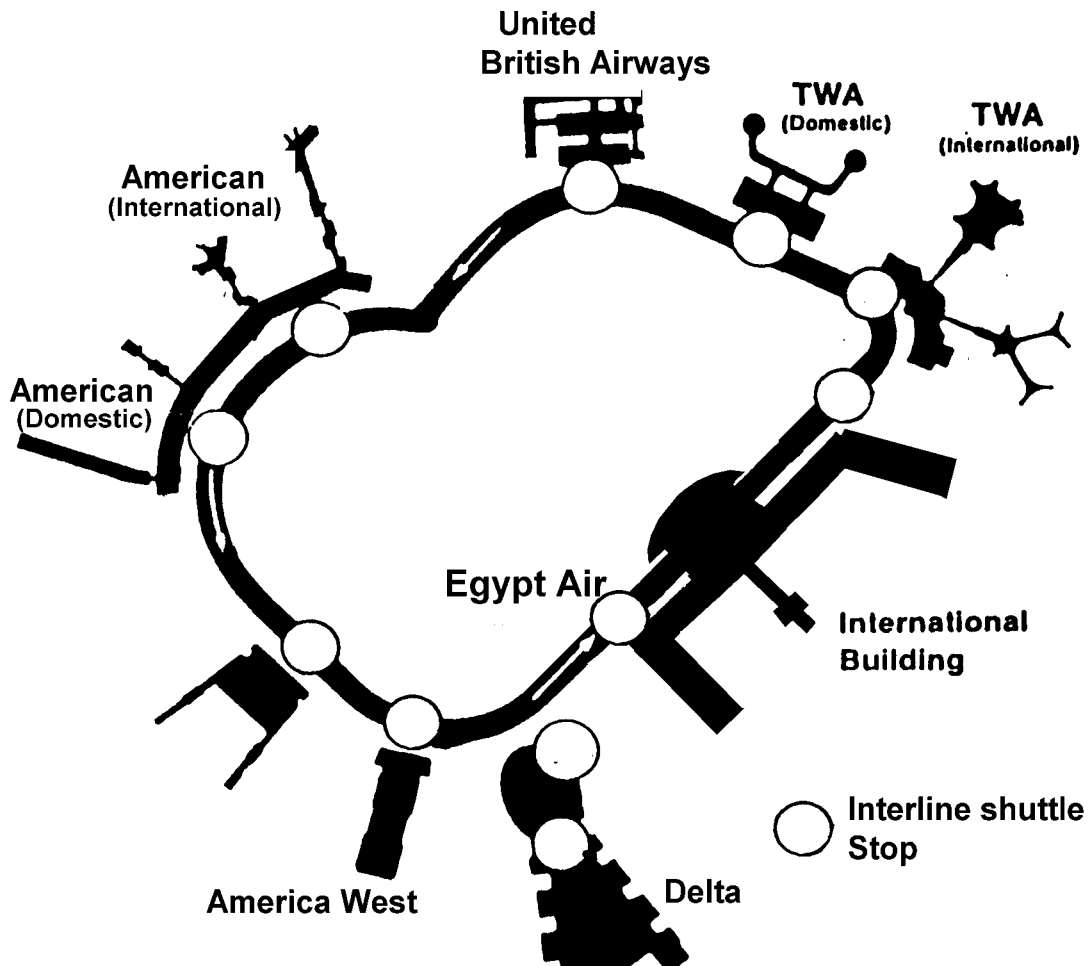 United
British Airways
TWA
(Domestic)
TWA
(International)
American
(International)
American
(Domestic)
Egypt Air
International
Building
Interline shuttle
Stop
America West
Delta